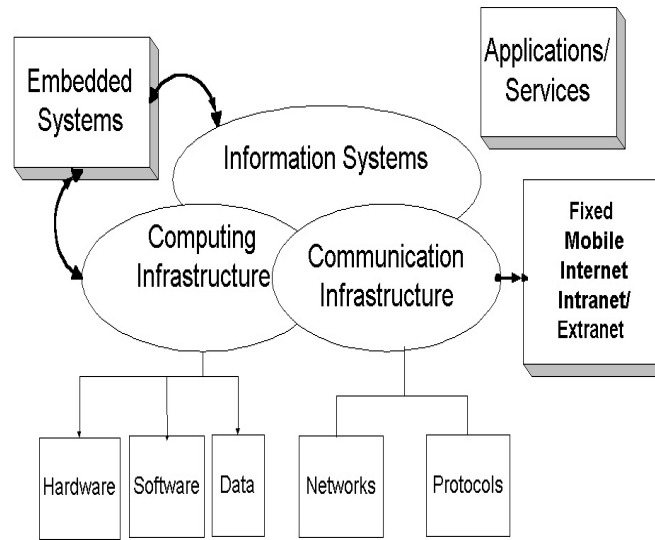 Embedded
Systems
Applications/
Services
Information Systems
Computing
Infrastructure
Communication
Infrastructure
Fixed
Mobile
Internet
Intranet/
Extranet
Hardware
Software
Data
Networks
Protocols